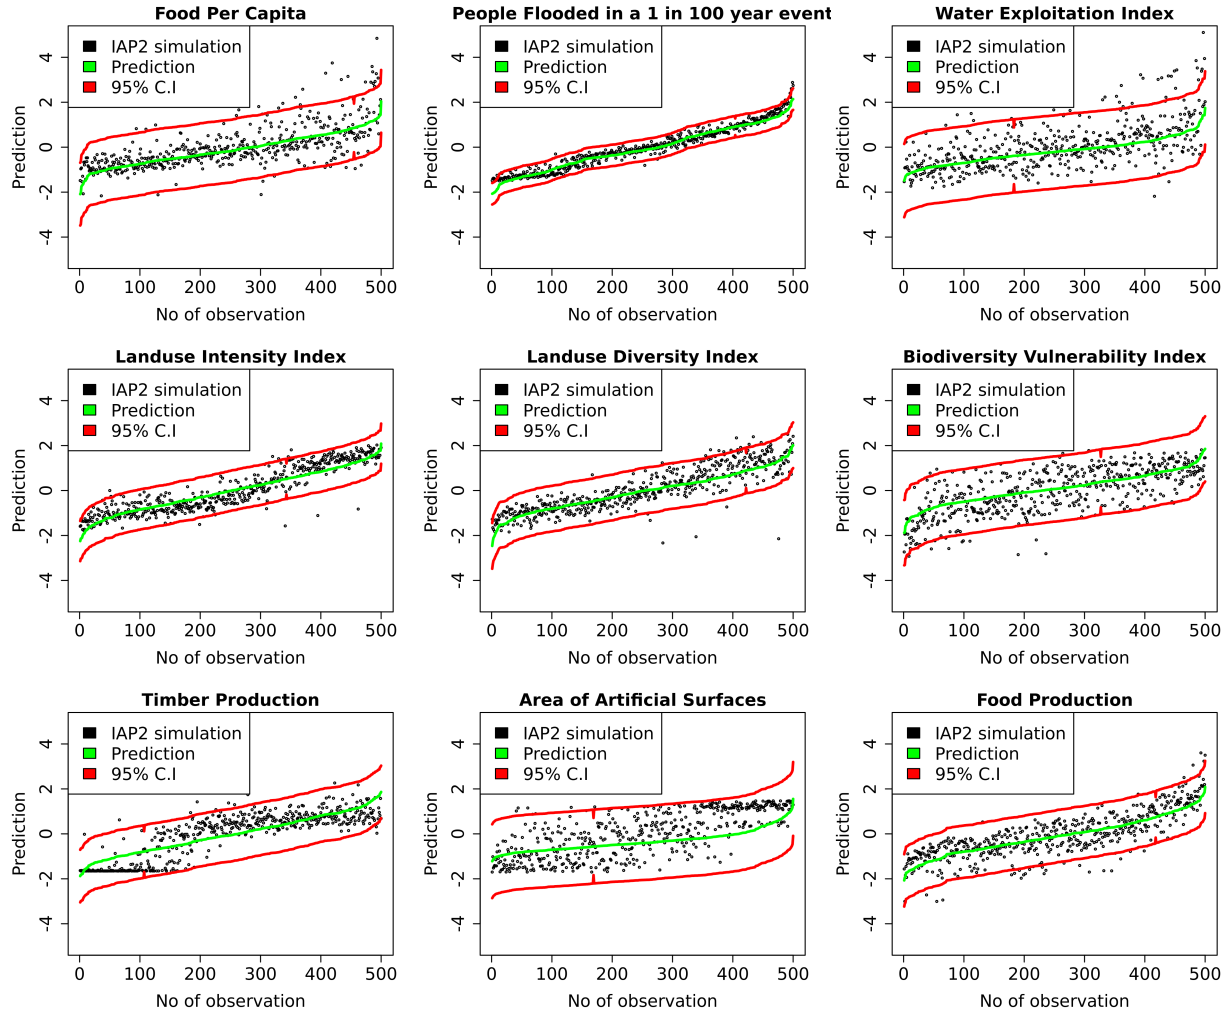 Food Per Capita
People Flooded in a 1 in 100 year event
Water Exploitation Index
IAP2 simulation
Prediction
95% C.I
IAP2 simulation
Prediction
95% C.I
IAP2 simulation
Prediction
95% C.I
Prediction
4
2
0
-2
-4
Prediction
4
2
0
-2
-4
Prediction
4
2
0
-2
-4
0 100 200 300 400 500
0 100 200 300 400 500
0 100 200 300 400 500
No of observation
No of observation
No of observation
Landuse Intensity Index
Landuse Diversity Index
Biodiversity Vulnerability Index
IAP2 simulation
Prediction
95% C.I
IAP2 simulation
Prediction
95% C.I
IAP2 simulation
Prediction
95% C.I
Prediction
4
2
0
-2
-4
Prediction
4
2
0
-2
-4
Prediction
4
2
0
-2
-4
0 100 200 300 400 500
0 100 200 300 400 500
0 100 200 300 400 500
No of observation
No of observation
No of observation
Timber Production
Area of Artificial Surfaces
Food Production
IAP2 simulation
Prediction
95% C.I
IAP2 simulation
Prediction
95% C.I
IAP2 simulation
Prediction
95% C.I
Prediction
4
2
0
-2
-4
Prediction
4
2
0
-2
-4
Prediction
4
2
0
-2
-4
0 100 200 300 400 500
0 100 200 300 400 500
0 100 200 300 400 500
No of observation
No of observation
No of observation